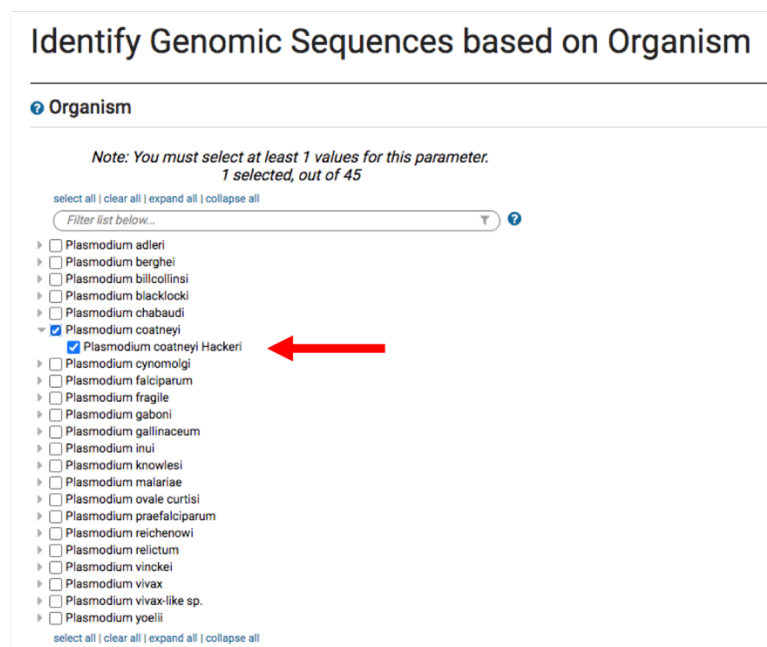 Identify Genomic Sequences based on Organism
Organism
Note: You must select at least 1 values for this parameter.
1 selected, out of 45
select all | clear all | expand all | collapse all
Filter list below...
Plasmodium adleri
Plasmodium berghei
Plasmodium billcollinsi
Plasmodium blacklocki
Plasmodium chabaudi
Plasmodium coatneyi
Plasmodium coatneyi Hackeri
Plasmodium cynomolgi
Plasmodium falciparum
Plasmodium fragile
Plasmodium gaboni
Plasmodium gallinaceum
Plasmodium inui
Plasmodium knowlesi
Plasmodium malariae
Plasmodium ovale curtisi
Plasmodium praefalciparum
Plasmodium reichenowi
Plasmodium relictum
Plasmodium vinckei
Plasmodium vivax
Plasmodium vivax-like sp.
Plasmodium yoelii
select all | clear all | expand all | collapse all